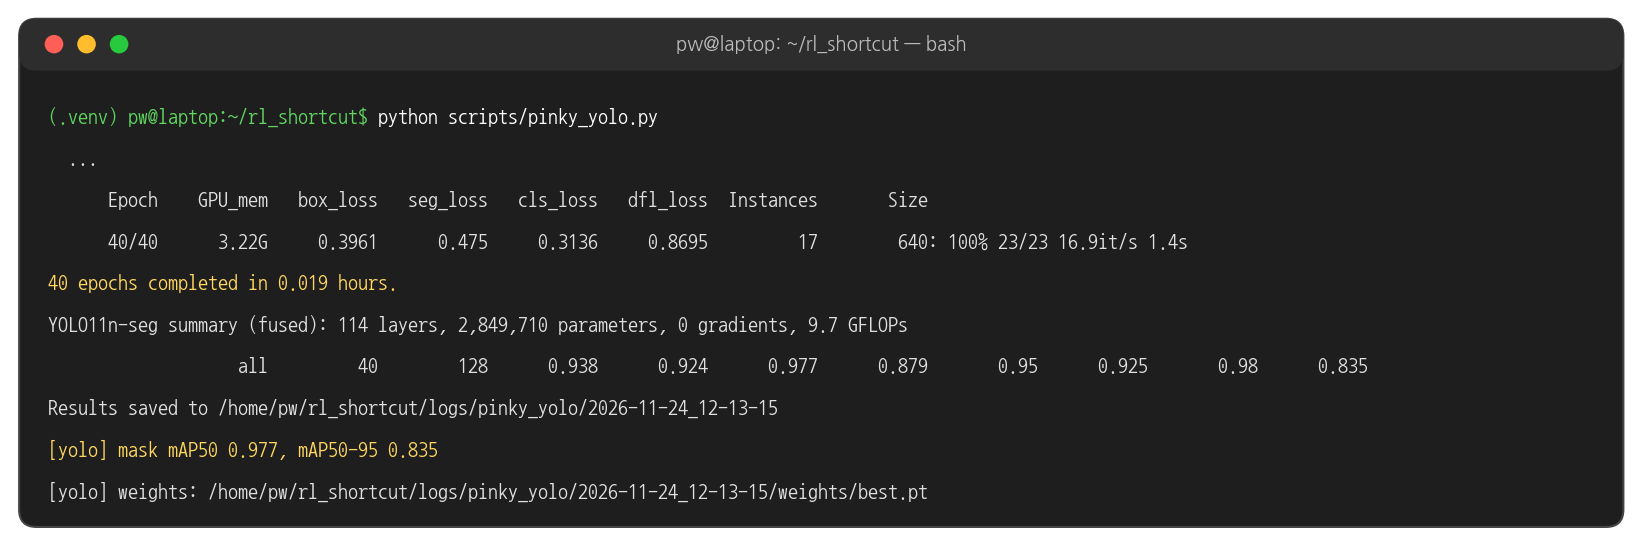 pw@laptop: ~/rl_shortcut — bash
(.venv) pw@laptop:~/rl_shortcut$ python scripts/pinky_yolo.py
...
Epoch GPU_mem box_loss seg_loss cls_loss dfl_loss Instances Size
40/40 3.22G 0.3961 0.475 0.3136 0.8695 17 640: 100% 23/23 16.9it/s 1.4s
40 epochs completed in 0.019 hours.
YOLO11n-seg summary (fused): 114 layers, 2,849,710 parameters, 0 gradients, 9.7 GFLOPs
all 40 128 0.938 0.924 0.977 0.879 0.95 0.925 0.98 0.835
Results saved to /home/pw/rl_shortcut/logs/pinky_yolo/2026-11-24_12-13-15
[yolo] mask mAP50 0.977, mAP50-95 0.835
[yolo] weights: /home/pw/rl_shortcut/logs/pinky_yolo/2026-11-24_12-13-15/weights/best.pt